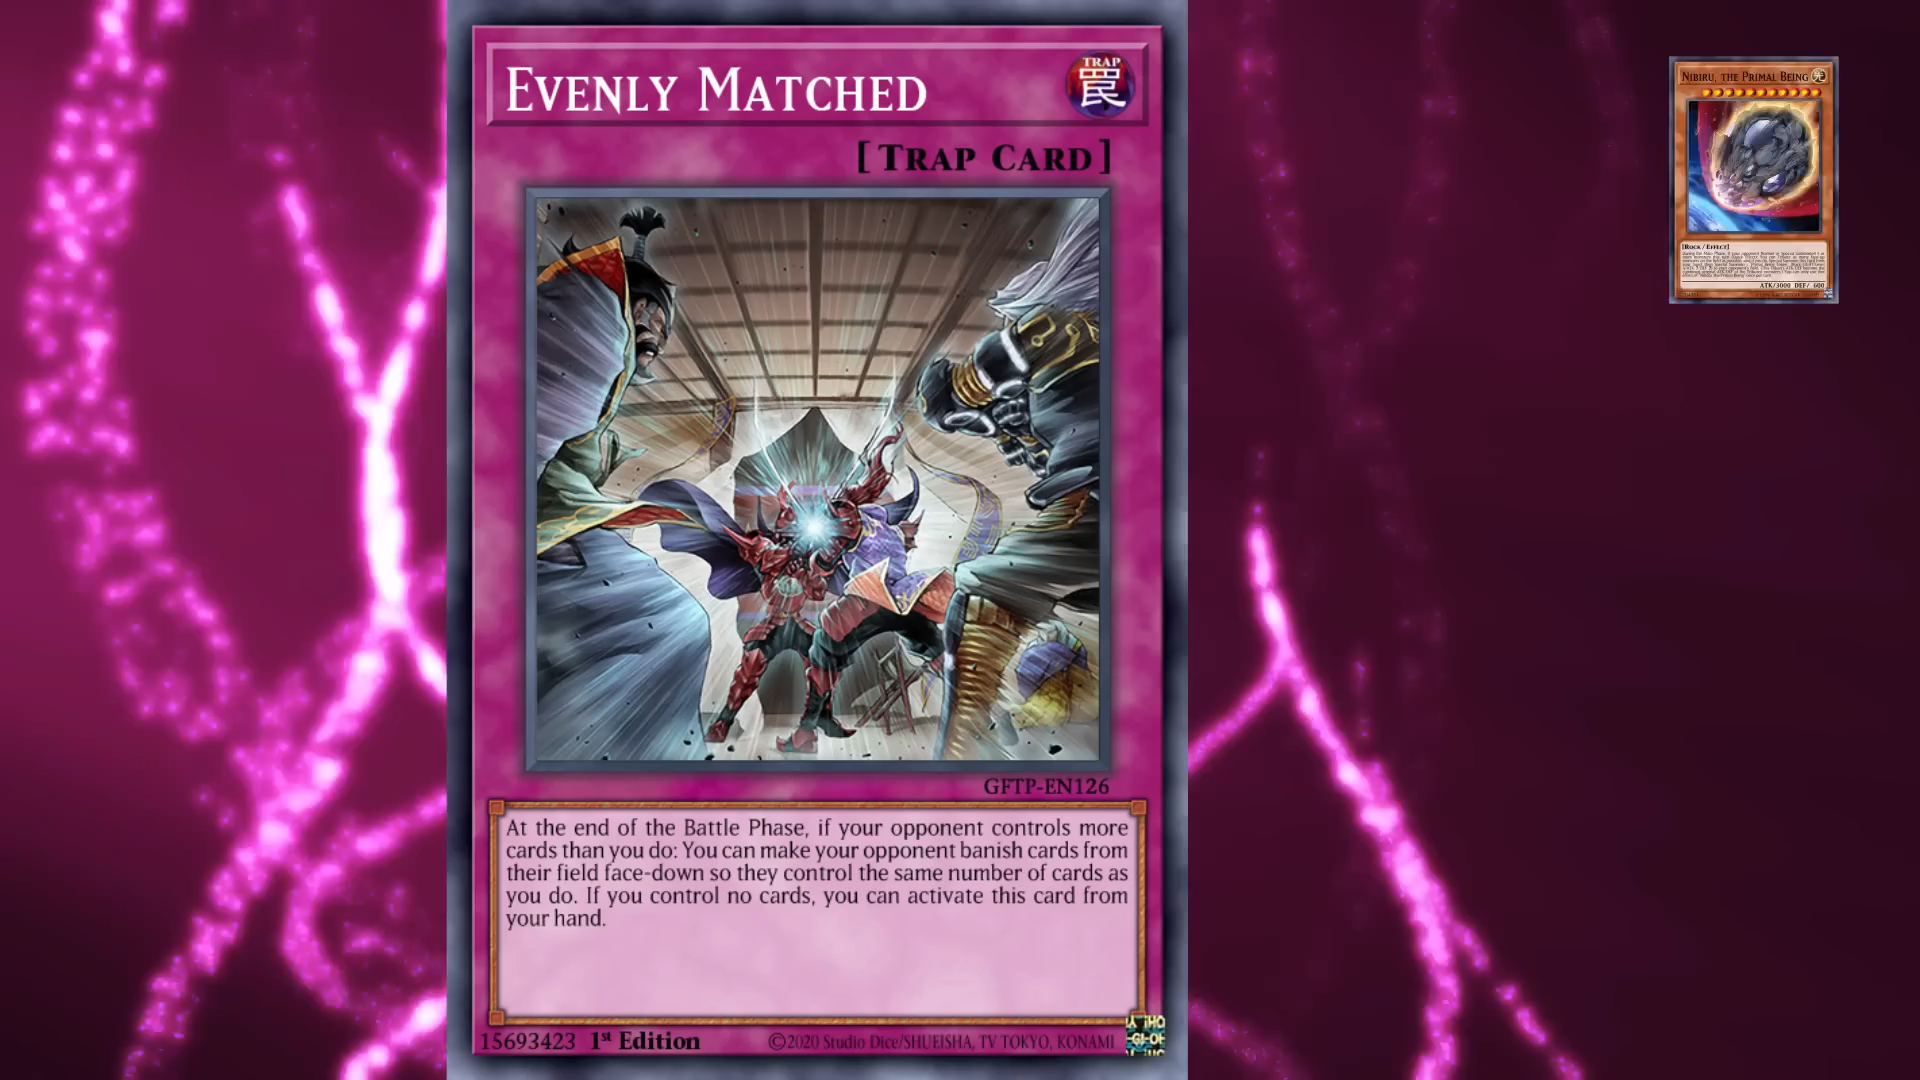 EVENLY MATCHED
TRAP
罠
[TRAP CARD]
GFTP-EN126
At the end of the Battle Phase, if your opponent controls more
cards than you do: You can make your opponent banish cards from
their field face-down so they control the same number of cards as
you do. If you control no cards, you can activate this card from
your hand.
15693423 1st Edition
©2020 Studio Dice/SHUEISHA, TV TOKYO, KONAMI
NIBIRU, THE PRIMAL BEING
[ROCK / EFFECT]
ATK/3000 DEF/ 600